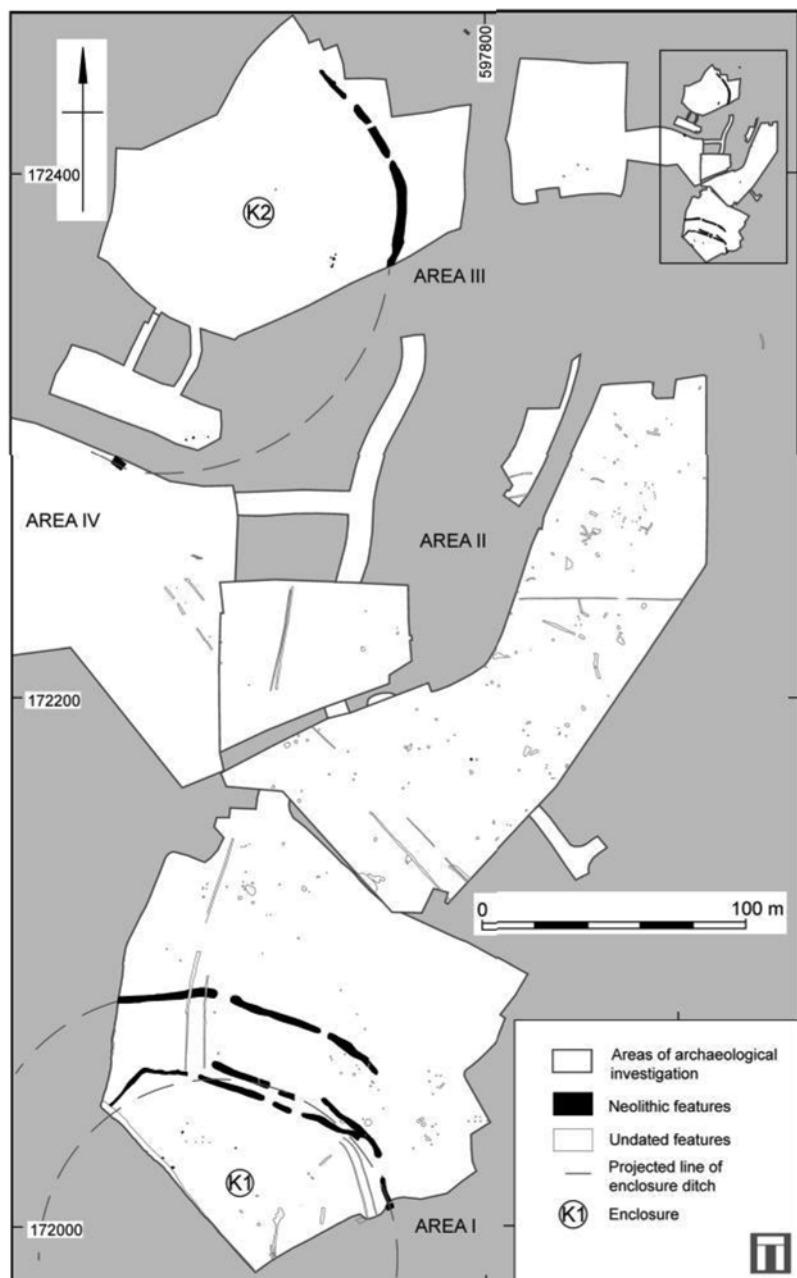 597800
172400
K2
AREA III
AREA IV
AREA II
172200
0 100 m
Areas of archaeological
investigation
Neolithic features
Undated features
Projected line of
enclosure ditch
K1 Enclosure
K1
172000
AREA I